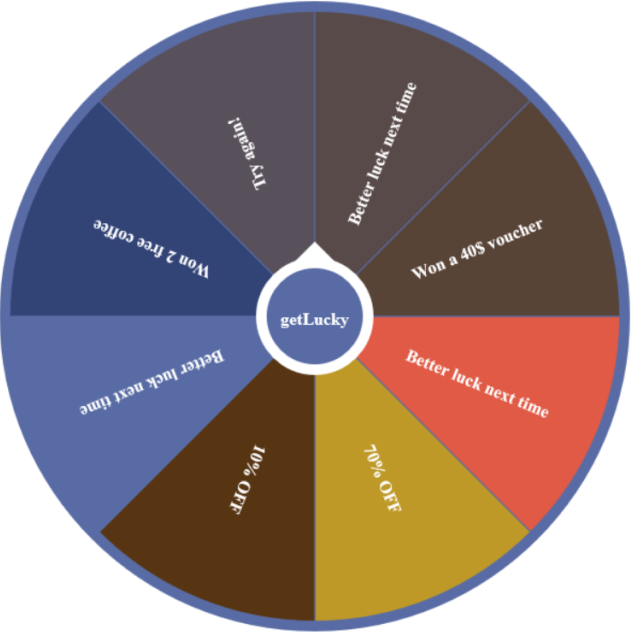 Better luck next time
Won a 40$ voucher
Better luck next time
70% OFF
10% OFF
Better luck next time
Won 2 free coffee
Try again!
getLucky